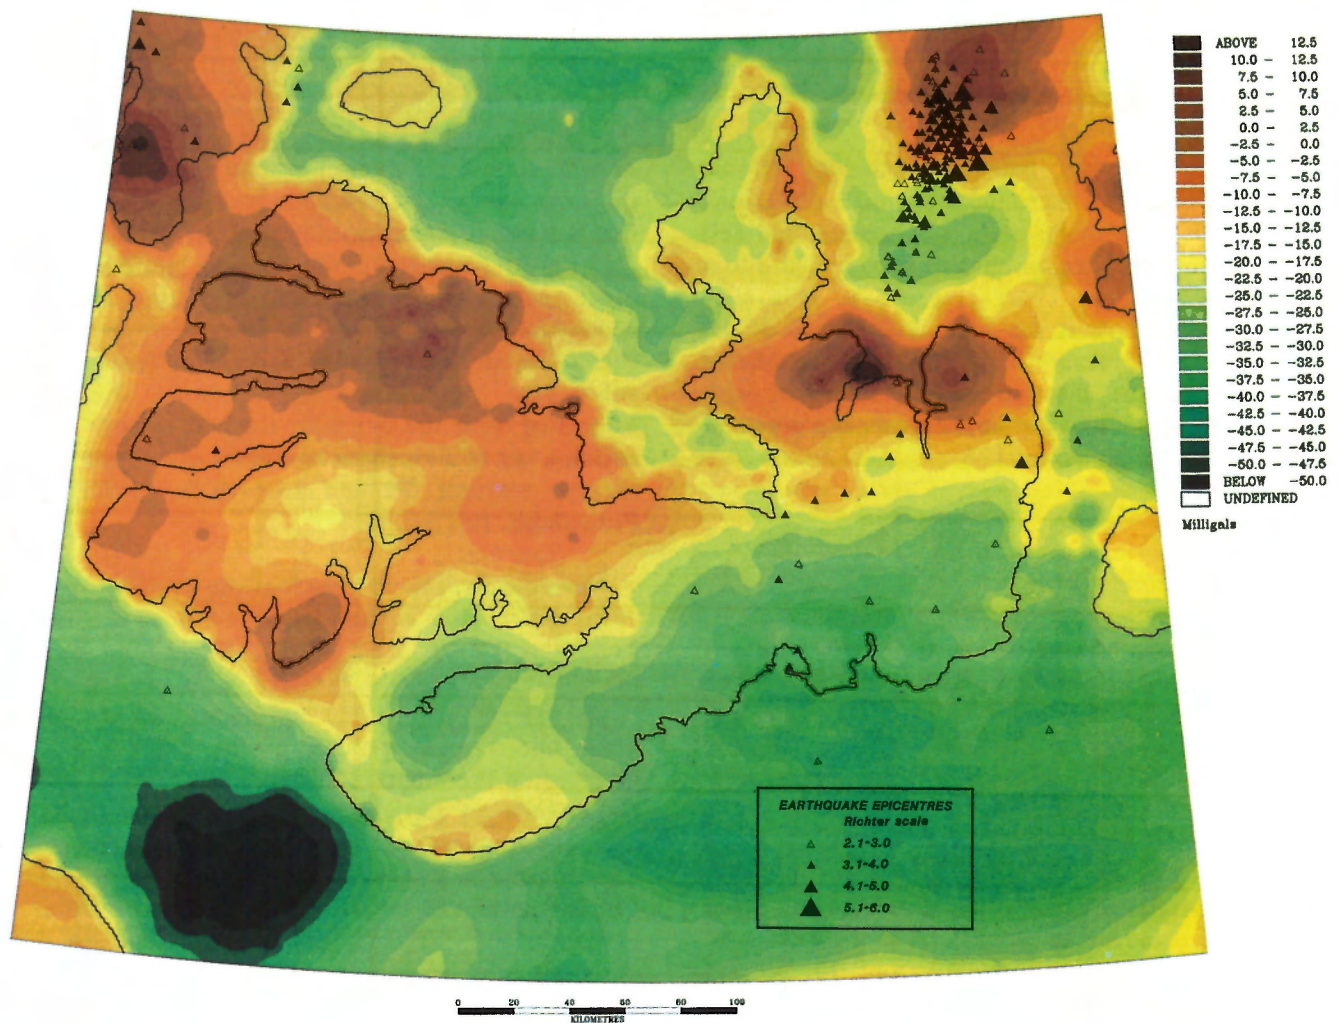 ABOVE 12.5
10.0 - 12.5
7.5 - 10.0
5.0 - 7.5
2.5 - 5.0
0.0 - 2.5
-2.5 - 0.0
-5.0 - -2.5
-7.5 - -5.0
-10.0 - -7.5
-12.5 - -10.0
-15.0 - -12.5
-17.5 - -15.0
-20.0 - -17.5
-22.5 - -20.0
-25.0 - -22.5
-27.5 - -25.0
-30.0 - -27.5
-32.5 - -30.0
-35.0 - -32.5
-37.5 - -35.0
-40.0 - -37.5
-42.5 - -40.0
-45.0 - -42.5
-47.5 - -45.0
-50.0 - -47.5
BELOW -50.0
UNDEFINED
Milligals
EARTHQUAKE EPICENTRES
Richter scale
2.1-3.0
3.1-4.0
4.1-5.0
5.1-6.0
0 20 40 60 80 100
KILOMETRES